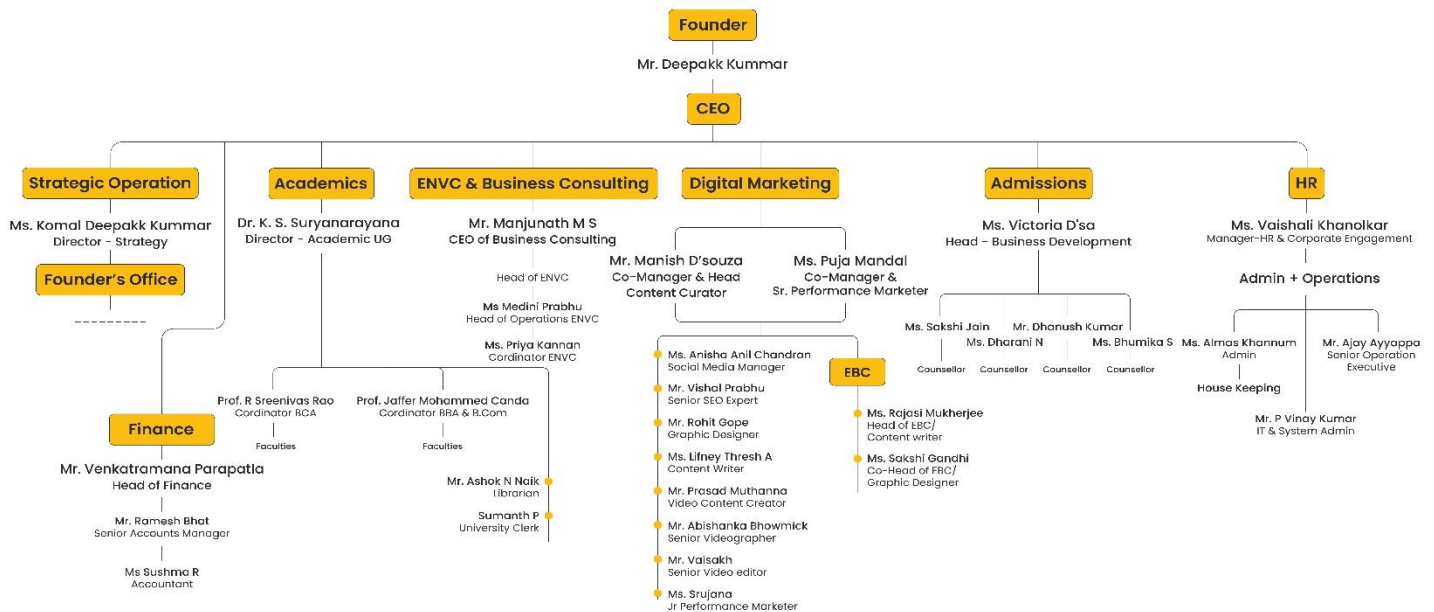 Founder
Mr. Deepakk Kummar
CEO
Strategic Operation
Ms. Komal Deepakk Kummar
Director - Strategy
Founder's Office
Finance
Mr. Venkatramana Parapatla
Head of Finance
Mr. Ramesh Bhat
Senior Accounts Manager
Ms Sushma R
Accountant
Academics
Dr. K. S. Suryanarayana
Director - Academic UG
Prof. R Sreenivas Rao
Cordinator BCA
Faculties
Prof. Jaffer Mohammed Canda
Cordinator BBA & B.Com
Faculties
Mr. Ashok N Naik
Librarian
Sumanth P
University Clerk
ENVC & Business Consulting
Mr. Manjunath M S
CEO of Business Consulting
Head of ENVC
Ms Medini Prabhu
Head of Operations ENVC
Ms. Priya Kannan
Cordinator ENVC
Digital Marketing
Mr. Manish D'souza
Co-Manager & Head
Content Curator
Ms. Puja Mandal
Co-Manager &
Sr. Performance Marketer
Ms. Anisha Anil Chandran
Social Media Manager
Mr. Vishal Prabhu
Senior SEO Expert
Mr. Rohit Gope
Graphic Designer
Ms. Lifney Thresh A
Content Writer
Mr. Prasad Muthanna
Video Content Creator
Mr. Abishanka Bhowmick
Senior Videographer
Mr. Vaisakh
Senior Video editor
Ms. Srujana
Jr Performance Marketer
EBC
Ms. Rajasi Mukherjee
Head of EBC/
Content writer
Ms. Sakshi Gandhi
Co-Head of EBC/
Graphic Designer
Admissions
Ms. Victoria D'sa
Head - Business Development
Ms. Sakshi Jain
Counsellor
Ms. Dharani N
Counsellor
Mr. Dhanush Kumar
Counsellor
Ms. Bhumika S
Counsellor
HR
Ms. Vaishali Khanolkar
Manager-HR & Corporate Engagement
Admin + Operations
Ms. Almas Khannum
Admin
House Keeping
Mr. P Vinay Kumar
IT & System Admin
Mr. Ajay Ayyappa
Senior Operation
Executive